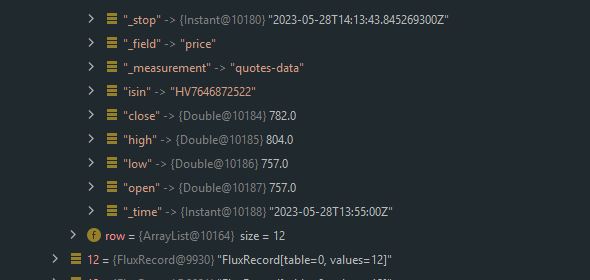 "_stop" -> {Instant@10180} "2023-05-28T14:13:43.845269300Z"
"_field" -> "price"
"_measurement" -> "quotes-data"
"isin" -> "HV7646872522"
"close" -> {Double@10184} 782.0
"high" -> {Double@10185} 804.0
"low" -> {Double@10186} 757.0
"open" -> {Double@10187} 757.0
"_time" -> {Instant@10188} "2023-05-28T13:55:00Z"
f row = {ArrayList@10164} size = 12
12 = {FluxRecord@9930} "FluxRecord[table=0, values=12]"